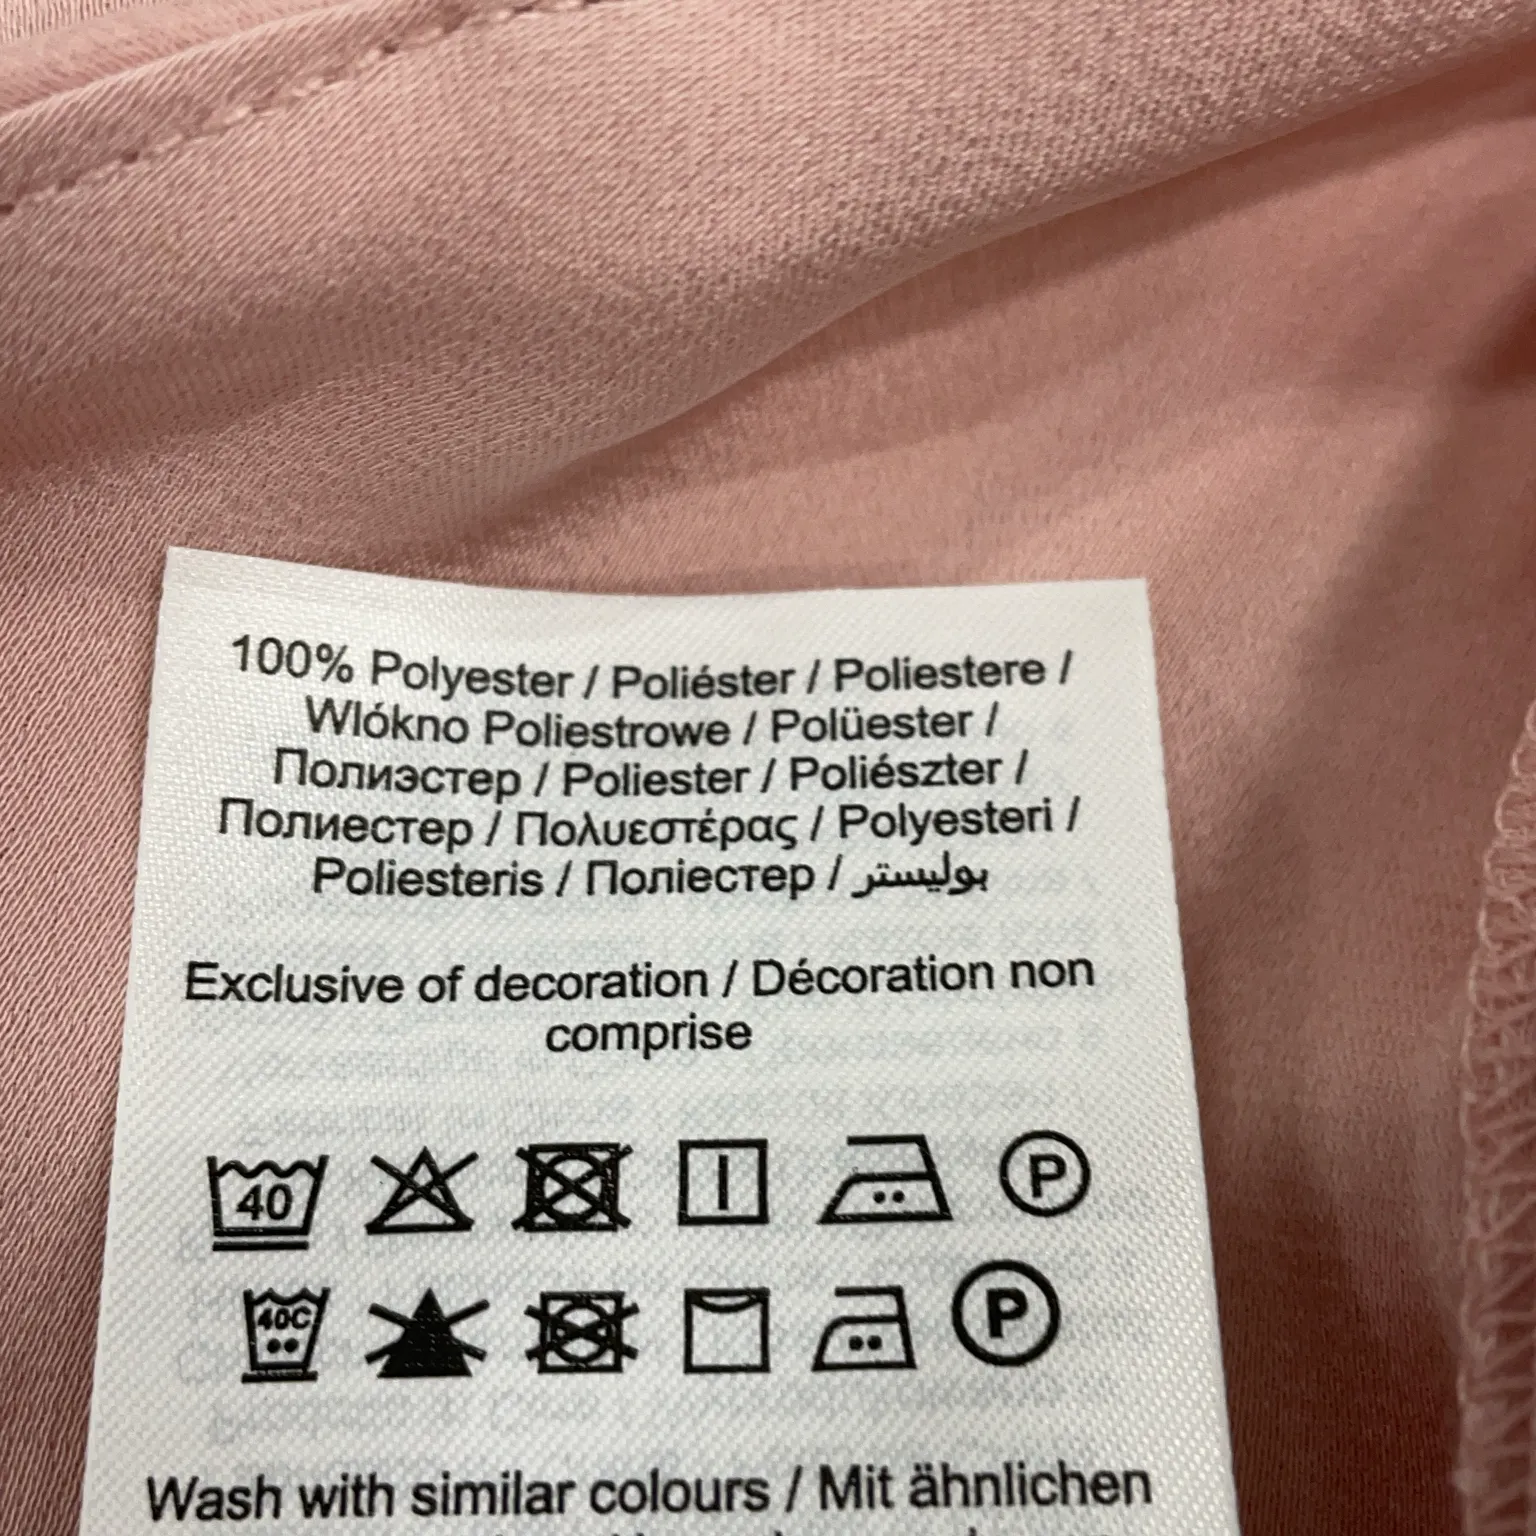 100% Polyester / Poliéster / Poliestere /
Wlókno Poliestrowe / Polüester /
Полиэстер / Poliester / Poliészter /
Полиестер / Πολυεστέρας / Polyesteri /
Poliesteris / Поліестер / بوليستر
Exclusive of decoration / Décoration non
comprise
40 P
40C P
Wash with similar colours / Mit ähnlichen